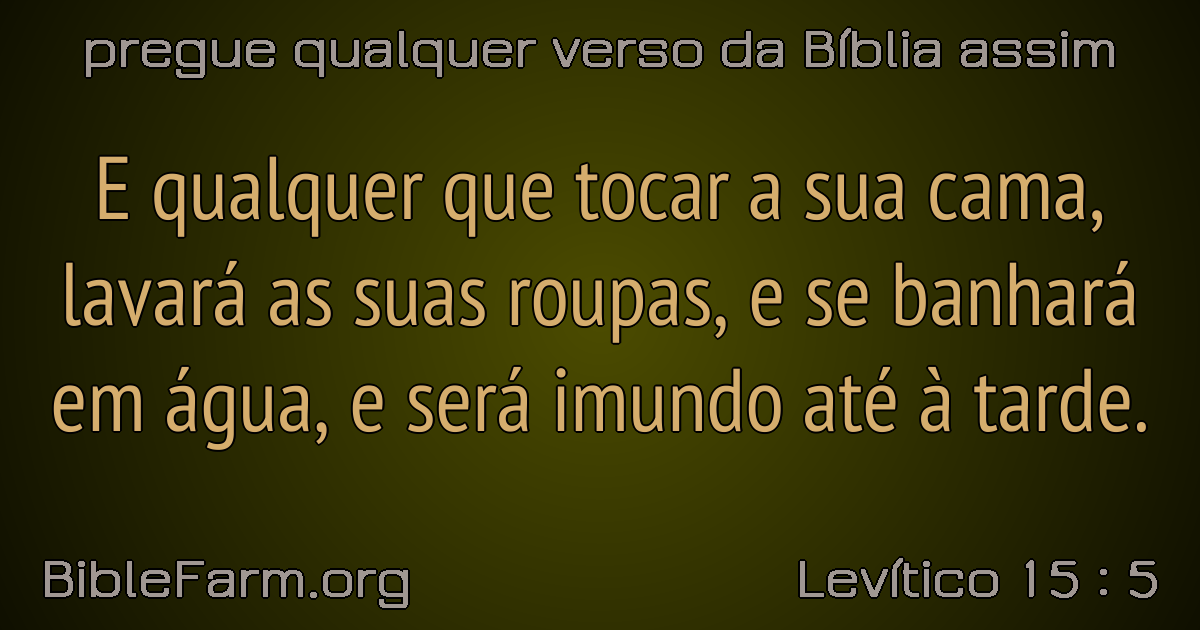 pregue qualquer verso da Bíblia assim
E qualquer que tocar a sua cama,
lavará as suas roupas, e se banhará
em água, e será imundo até à tarde.
BibleFarm.org
Levítico 15 : 5